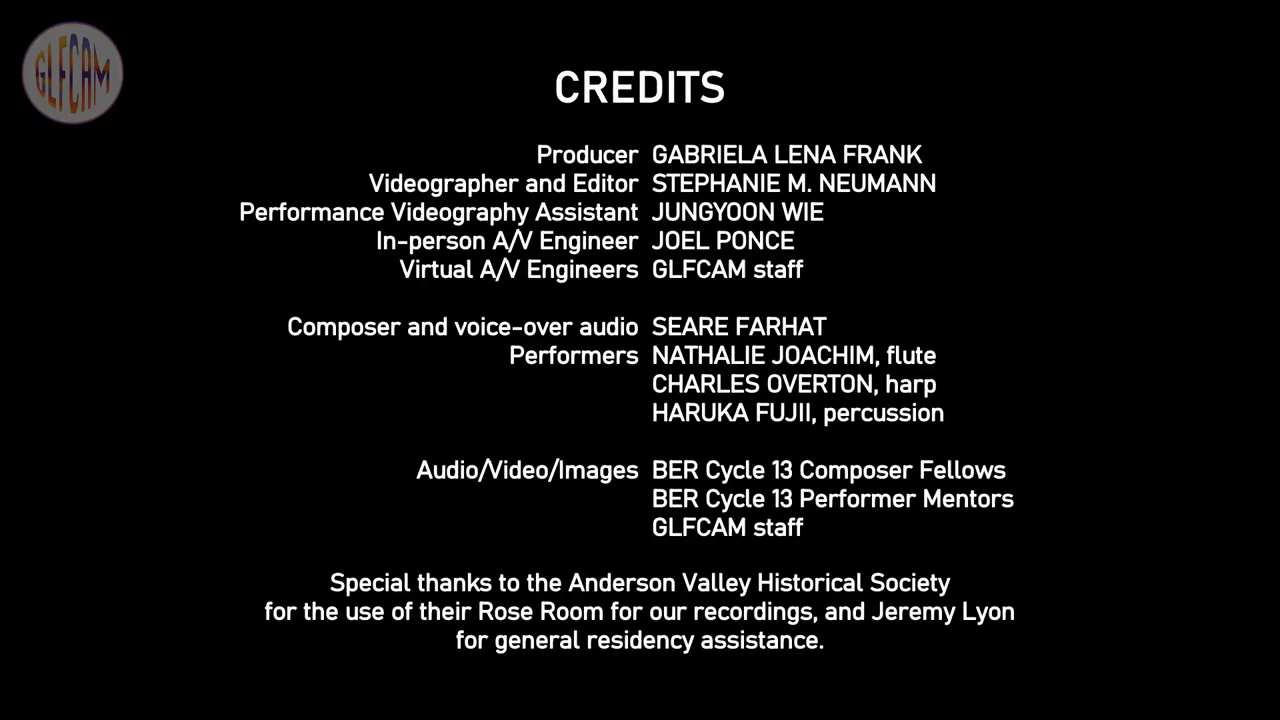 GLFCAM
CREDITS
Producer GABRIELA LENA FRANK
Videographer and Editor STEPHANIE M. NEUMANN
Performance Videography Assistant JUNGYOON WIE
In-person A/V Engineer JOEL PONCE
Virtual A/V Engineers GLFCAM staff
Composer and voice-over audio SEARE FARHAT
Performers NATHALIE JOACHIM, flute
CHARLES OVERTON, harp
HARUKA FUJII, percussion
Audio/Video/Images BER Cycle 13 Composer Fellows
BER Cycle 13 Performer Mentors
GLFCAM staff
Special thanks to the Anderson Valley Historical Society
for the use of their Rose Room for our recordings, and Jeremy Lyon
for general residency assistance.